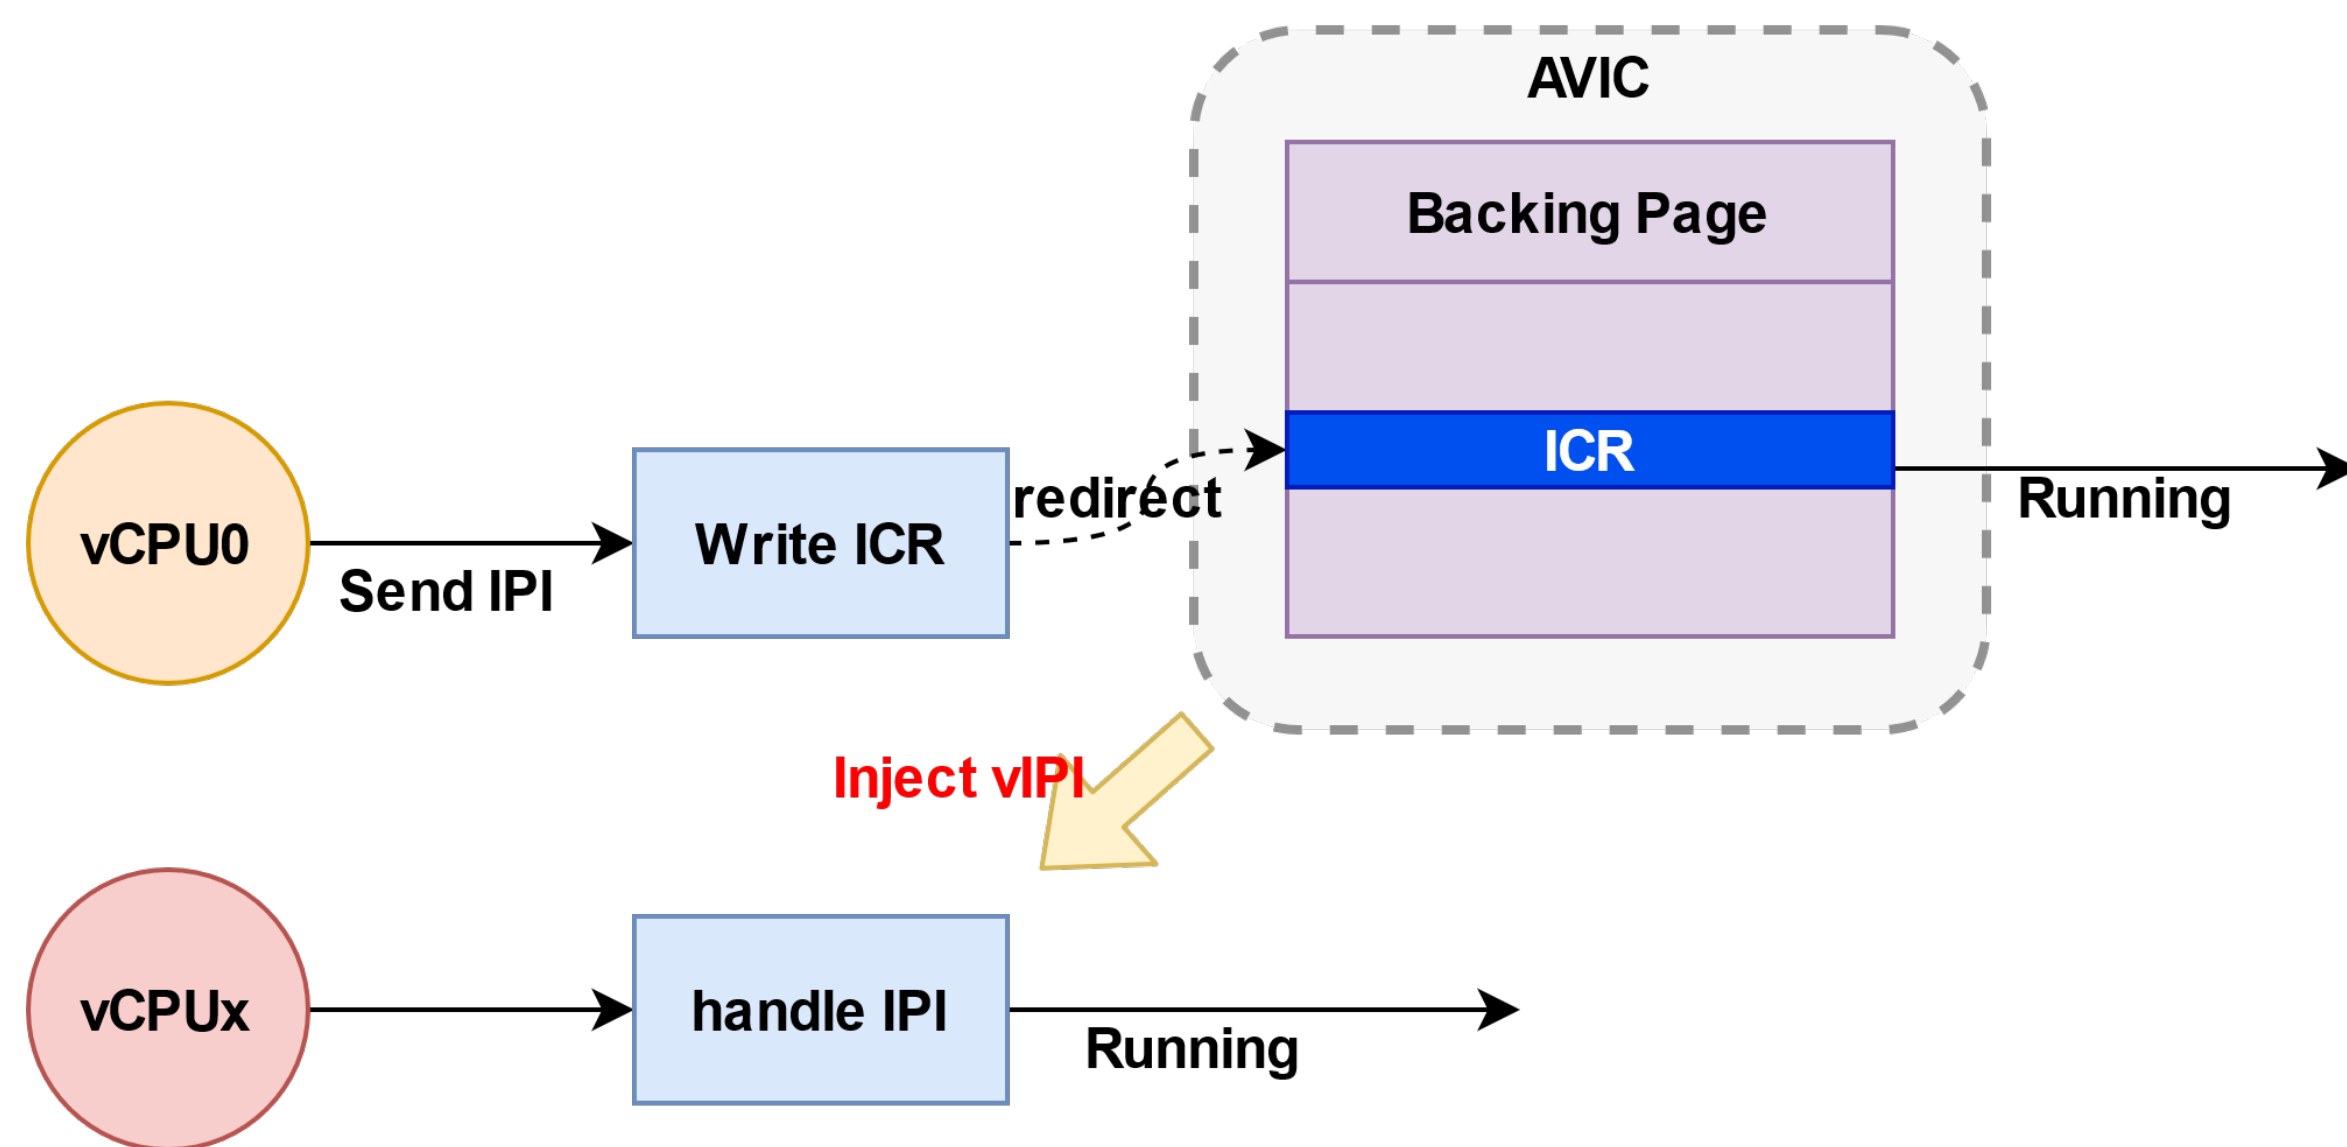 AVIC
Backing Page
ICR
vCPU0
Send IPI
Write ICR
redirect
Running
Inject vIPI
vCPUx
handle IPI
Running